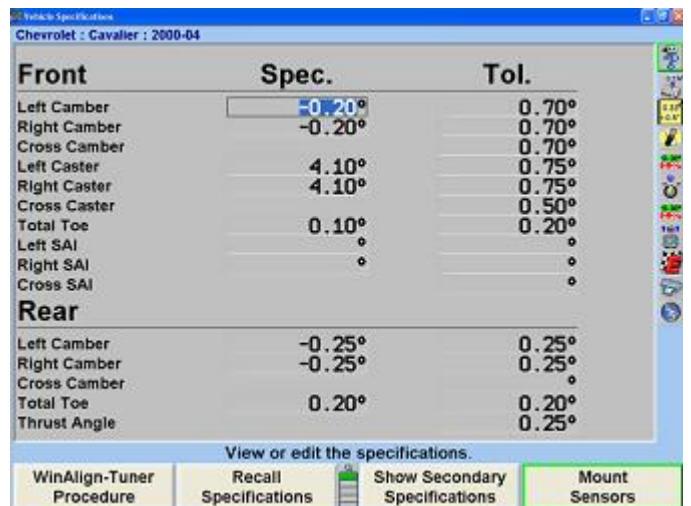 Vehicle Specifications
Chevrolet : Cavalier : 2000-04
Front Spec. Tol.
Left Camber -0.20° 0.70°
Right Camber -0.20° 0.70°
Cross Camber 0.70°
Left Caster 4.10° 0.75°
Right Caster 4.10° 0.75°
Cross Caster 0.50°
Total Toe 0.10° 0.20°
Left SAI ° °
Right SAI ° °
Cross SAI °
Rear
Left Camber -0.25° 0.25°
Right Camber -0.25° 0.25°
Cross Camber °
Total Toe 0.20° 0.20°
Thrust Angle 0.25°
View or edit the specifications.
WinAlign-Tuner Procedure
Recall Specifications
Show Secondary Specifications
Mount Sensors